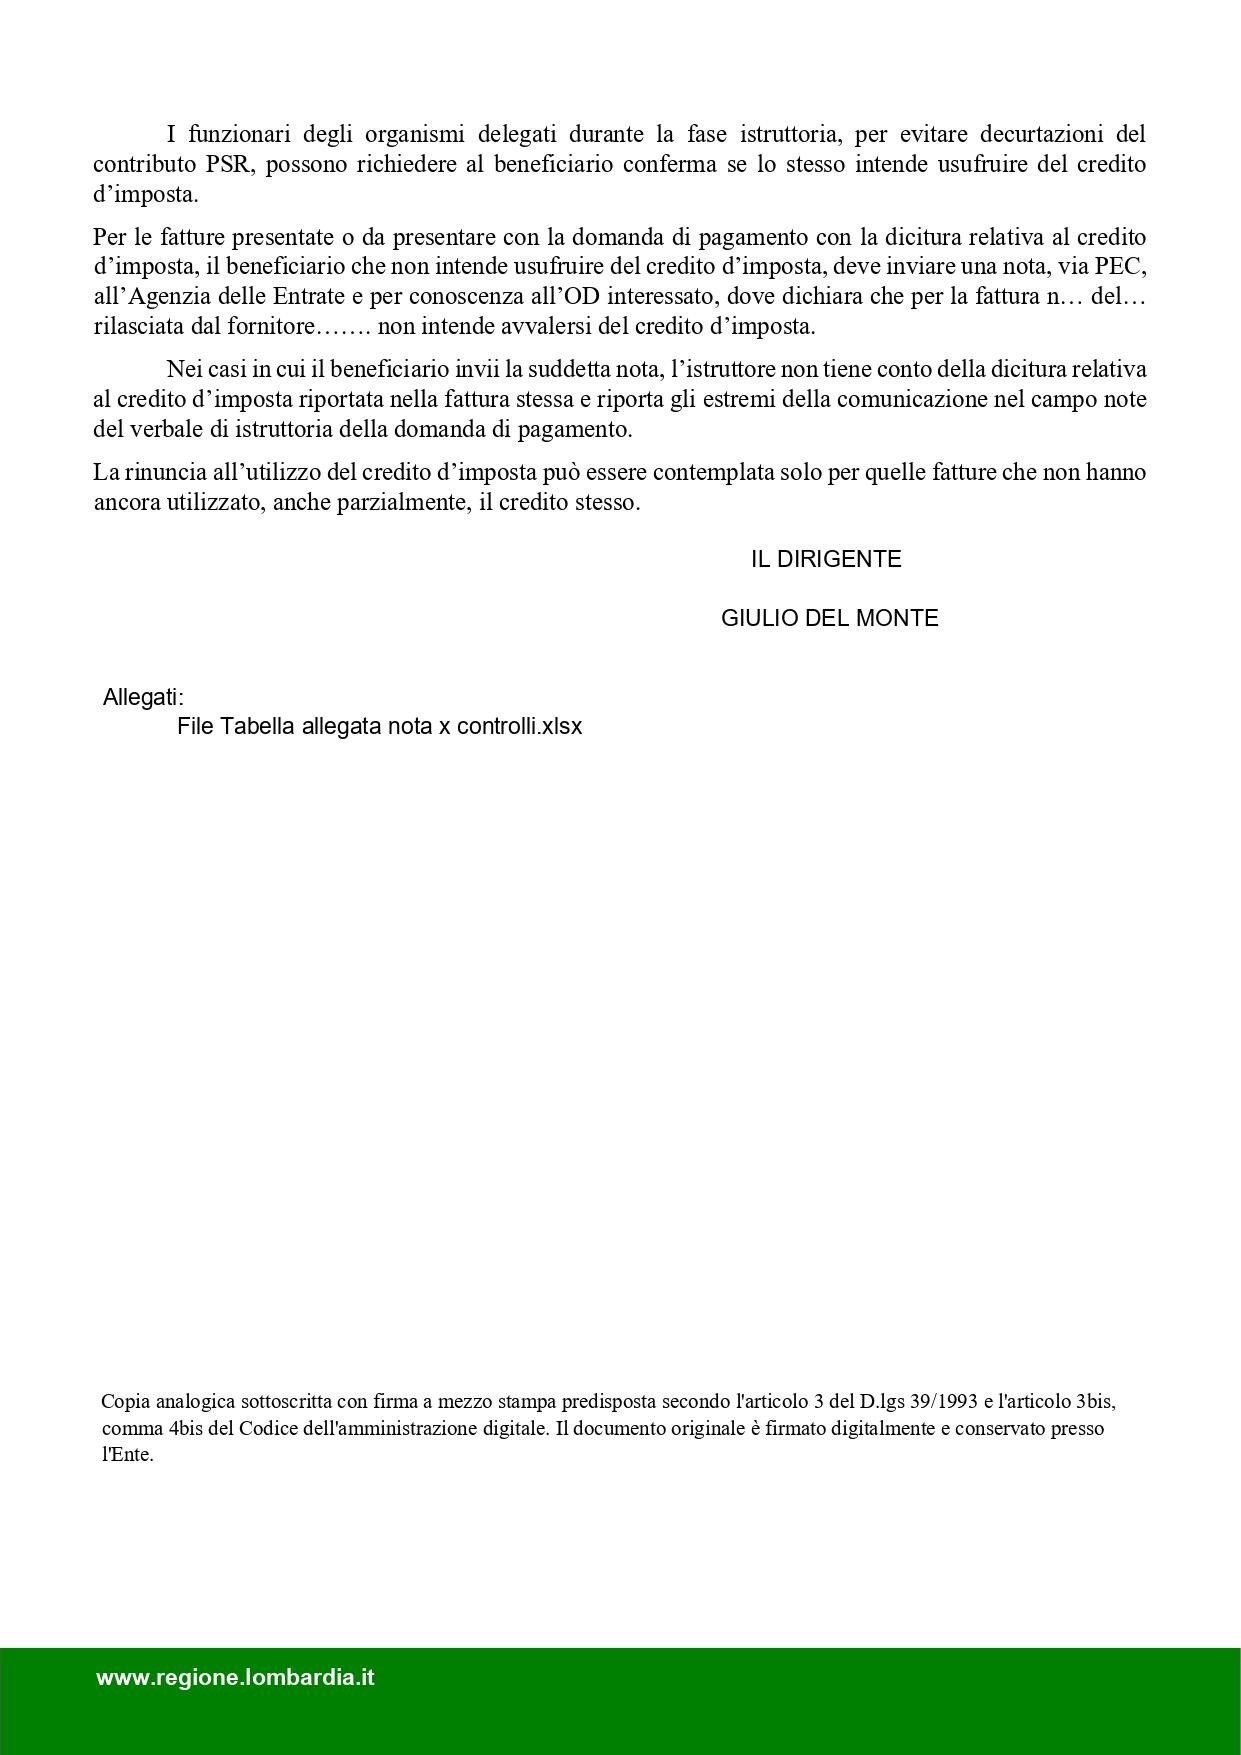 I funzionari degli organismi delegati durante la fase istruttoria, per evitare decurtazioni del
contributo PSR, possono richiedere al beneficiario conferma se lo stesso intende usufruire del credito
d’imposta.
Per le fatture presentate o da presentare con la domanda di pagamento con la dicitura relativa al credito
d’imposta, il beneficiario che non intende usufruire del credito d’imposta, deve inviare una nota, via PEC,
all’Agenzia delle Entrate e per conoscenza all’OD interessato, dove dichiara che per la fattura n… del…
rilasciata dal fornitore……. non intende avvalersi del credito d’imposta.
Nei casi in cui il beneficiario invii la suddetta nota, l’istruttore non tiene conto della dicitura relativa
al credito d’imposta riportata nella fattura stessa e riporta gli estremi della comunicazione nel campo note
del verbale di istruttoria della domanda di pagamento.
La rinuncia all’utilizzo del credito d’imposta può essere contemplata solo per quelle fatture che non hanno
ancora utilizzato, anche parzialmente, il credito stesso.
IL DIRIGENTE
GIULIO DEL MONTE
Allegati:
File Tabella allegata nota x controlli.xlsx
Copia analogica sottoscritta con firma a mezzo stampa predisposta secondo l'articolo 3 del D.lgs 39/1993 e l'articolo 3bis,
comma 4bis del Codice dell'amministrazione digitale. Il documento originale è firmato digitalmente e conservato presso
l'Ente.
www.regione.lombardia.it